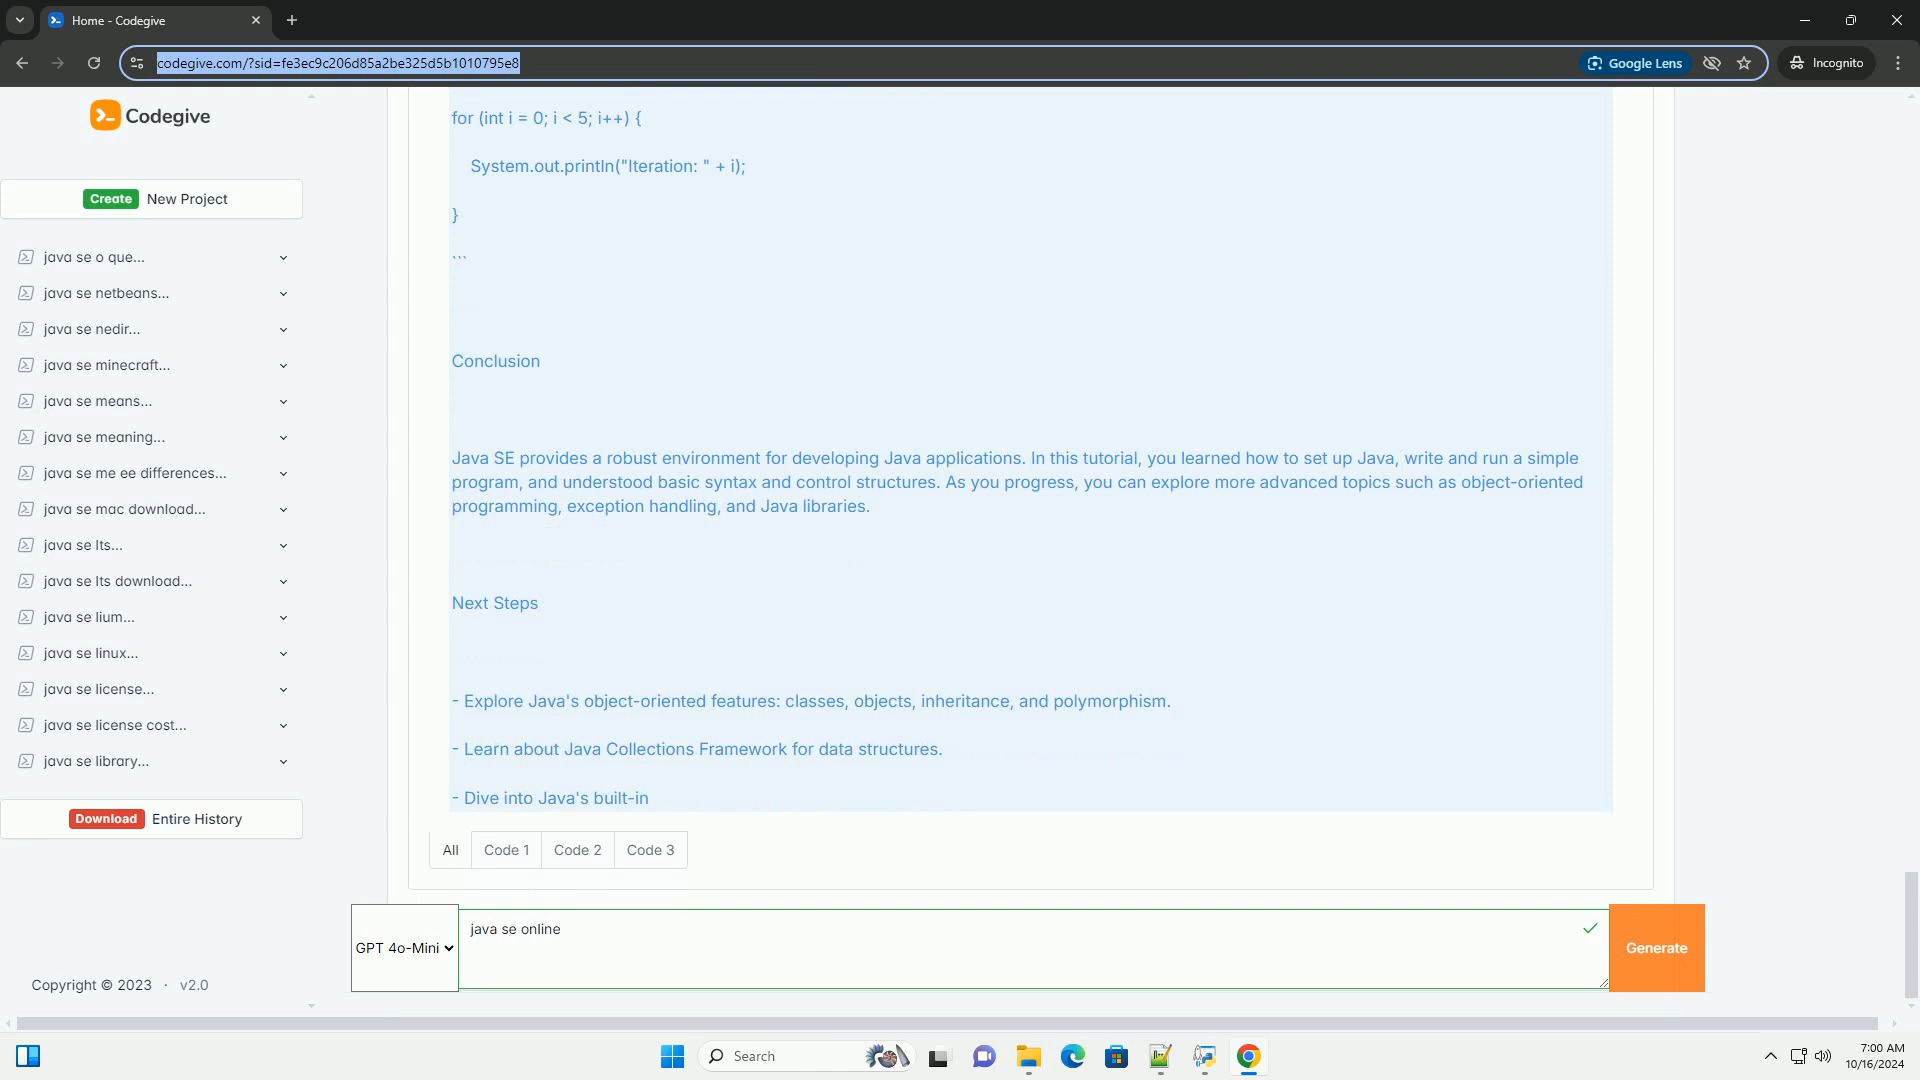 Home - Codegive
codegive.com/?sid=fe3ec9c206d85a2be325d5b1010795e8
Google Lens
Incognito
Codegive
Create New Project
java se o que...
java se netbeans...
java se nedir...
java se minecraft...
java se means...
java se meaning...
java se me ee differences...
java se mac download...
java se lts...
java se lts download...
java se lium...
java se linux...
java se license...
java se license cost...
java se library...
Download Entire History
Copyright © 2023 · v2.0
for (int i = 0; i < 5; i++) {
System.out.println("Iteration: " + i);
}
```
Conclusion
Java SE provides a robust environment for developing Java applications. In this tutorial, you learned how to set up Java, write and run a simple
program, and understood basic syntax and control structures. As you progress, you can explore more advanced topics such as object-oriented
programming, exception handling, and Java libraries.
Next Steps
- Explore Java's object-oriented features: classes, objects, inheritance, and polymorphism.
- Learn about Java Collections Framework for data structures.
- Dive into Java's built-in
All Code 1 Code 2 Code 3
GPT 4o-Mini
java se online
Generate
Search
7:00 AM
10/16/2024